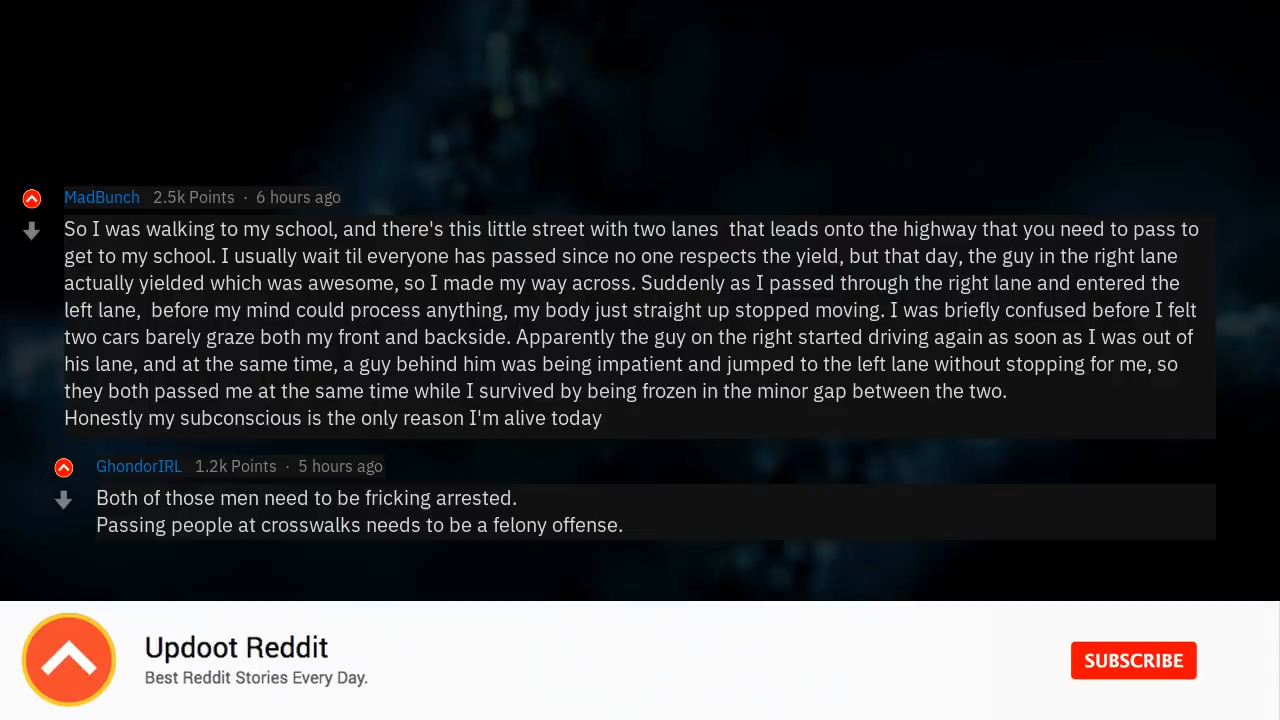 MadBunch 2.5k Points · 6 hours ago
So I was walking to my school, and there's this little street with two lanes  that leads onto the highway that you need to pass to
get to my school. I usually wait til everyone has passed since no one respects the yield, but that day, the guy in the right lane
actually yielded which was awesome, so I made my way across. Suddenly as I passed through the right lane and entered the
left lane,  before my mind could process anything, my body just straight up stopped moving. I was briefly confused before I felt
two cars barely graze both my front and backside. Apparently the guy on the right started driving again as soon as I was out of
his lane, and at the same time, a guy behind him was being impatient and jumped to the left lane without stopping for me, so
they both passed me at the same time while I survived by being frozen in the minor gap between the two.
Honestly my subconscious is the only reason I'm alive today
GhondorIRL 1.2k Points · 5 hours ago
Both of those men need to be fricking arrested.
Passing people at crosswalks needs to be a felony offense.
Updoot Reddit
Best Reddit Stories Every Day.
SUBSCRIBE